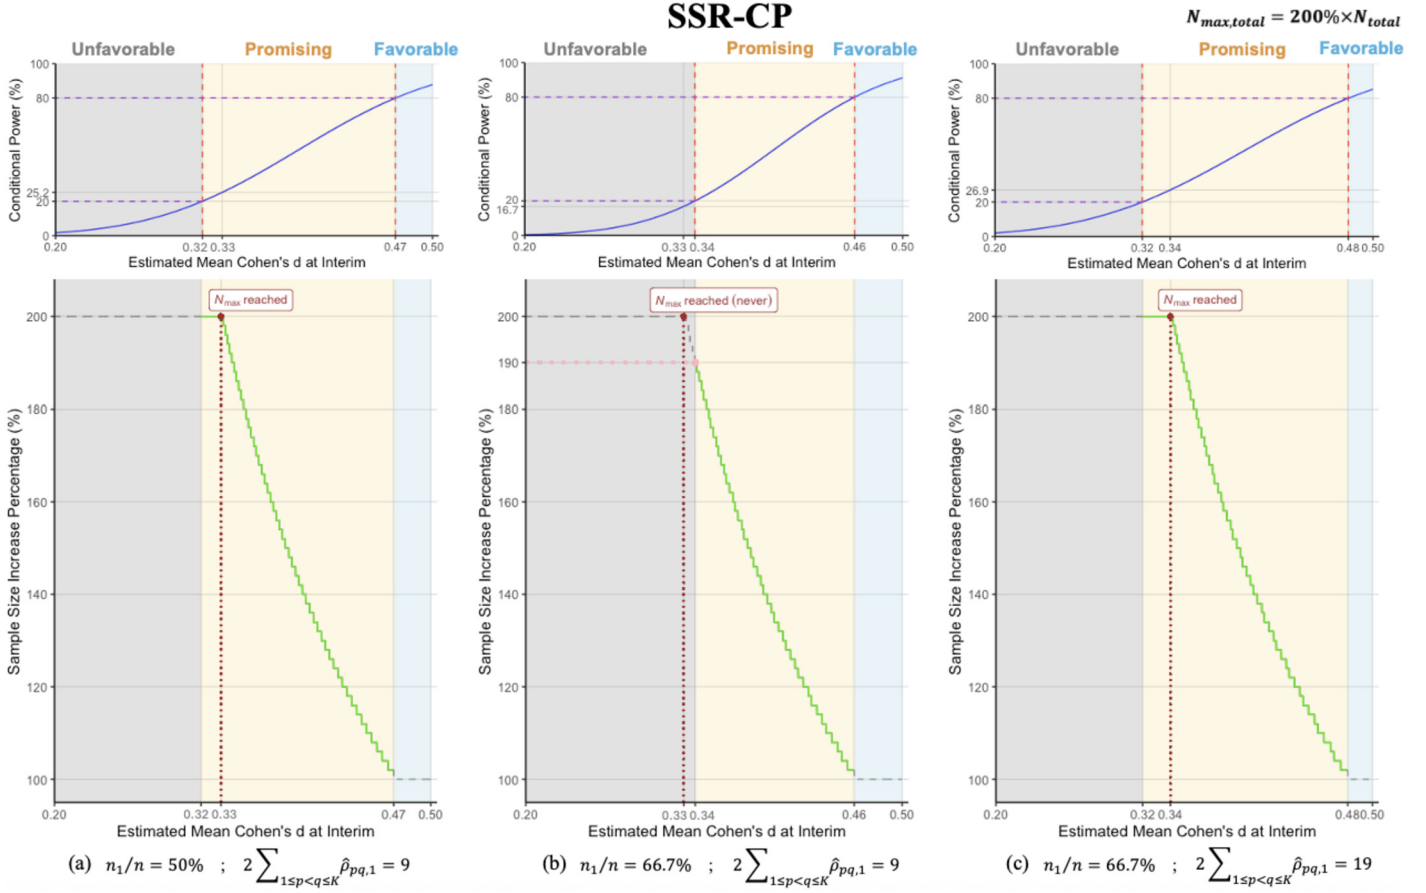 SSR-CP
N_max,total = 200%×N_total
Unfavorable Promising Favorable
Conditional Power (%)
100
80
25.2
20
0
0.20 0.32 0.33 0.47 0.50
Estimated Mean Cohen's d at Interim
Sample Size Increase Percentage (%)
N_max reached
200
180
160
140
120
100
0.20 0.32 0.33 0.47 0.50
Estimated Mean Cohen's d at Interim
(a) n₁/n = 50% ; 2 ∑_1≤p<q≤K ρ̂_pq,1 = 9
Unfavorable Promising Favorable
Conditional Power (%)
100
80
20
16.7
0
0.20 0.33 0.34 0.46 0.50
Estimated Mean Cohen's d at Interim
Sample Size Increase Percentage (%)
N_max reached (never)
200
190
180
160
140
120
100
0.20 0.33 0.34 0.46 0.50
Estimated Mean Cohen's d at Interim
(b) n₁/n = 66.7% ; 2 ∑_1≤p<q≤K ρ̂_pq,1 = 9
Unfavorable Promising Favorable
Conditional Power (%)
100
80
26.9
20
0
0.20 0.32 0.34 0.48 0.50
Estimated Mean Cohen's d at Interim
Sample Size Increase Percentage (%)
N_max reached
200
180
160
140
120
100
0.20 0.32 0.34 0.48 0.50
Estimated Mean Cohen's d at Interim
(c) n₁/n = 66.7% ; 2 ∑_1≤p<q≤K ρ̂_pq,1 = 19